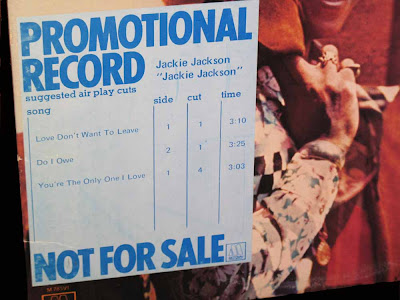 PROMOTIONAL
RECORD
Jackie Jackson
"Jackie Jackson"
suggested air play cuts
song side cut time
Love Don't Want To Leave 1 1 3:10
Do I Owe 2 1 3:25
You're The Only One I Love 1 4 3:03
NOT FOR SALE